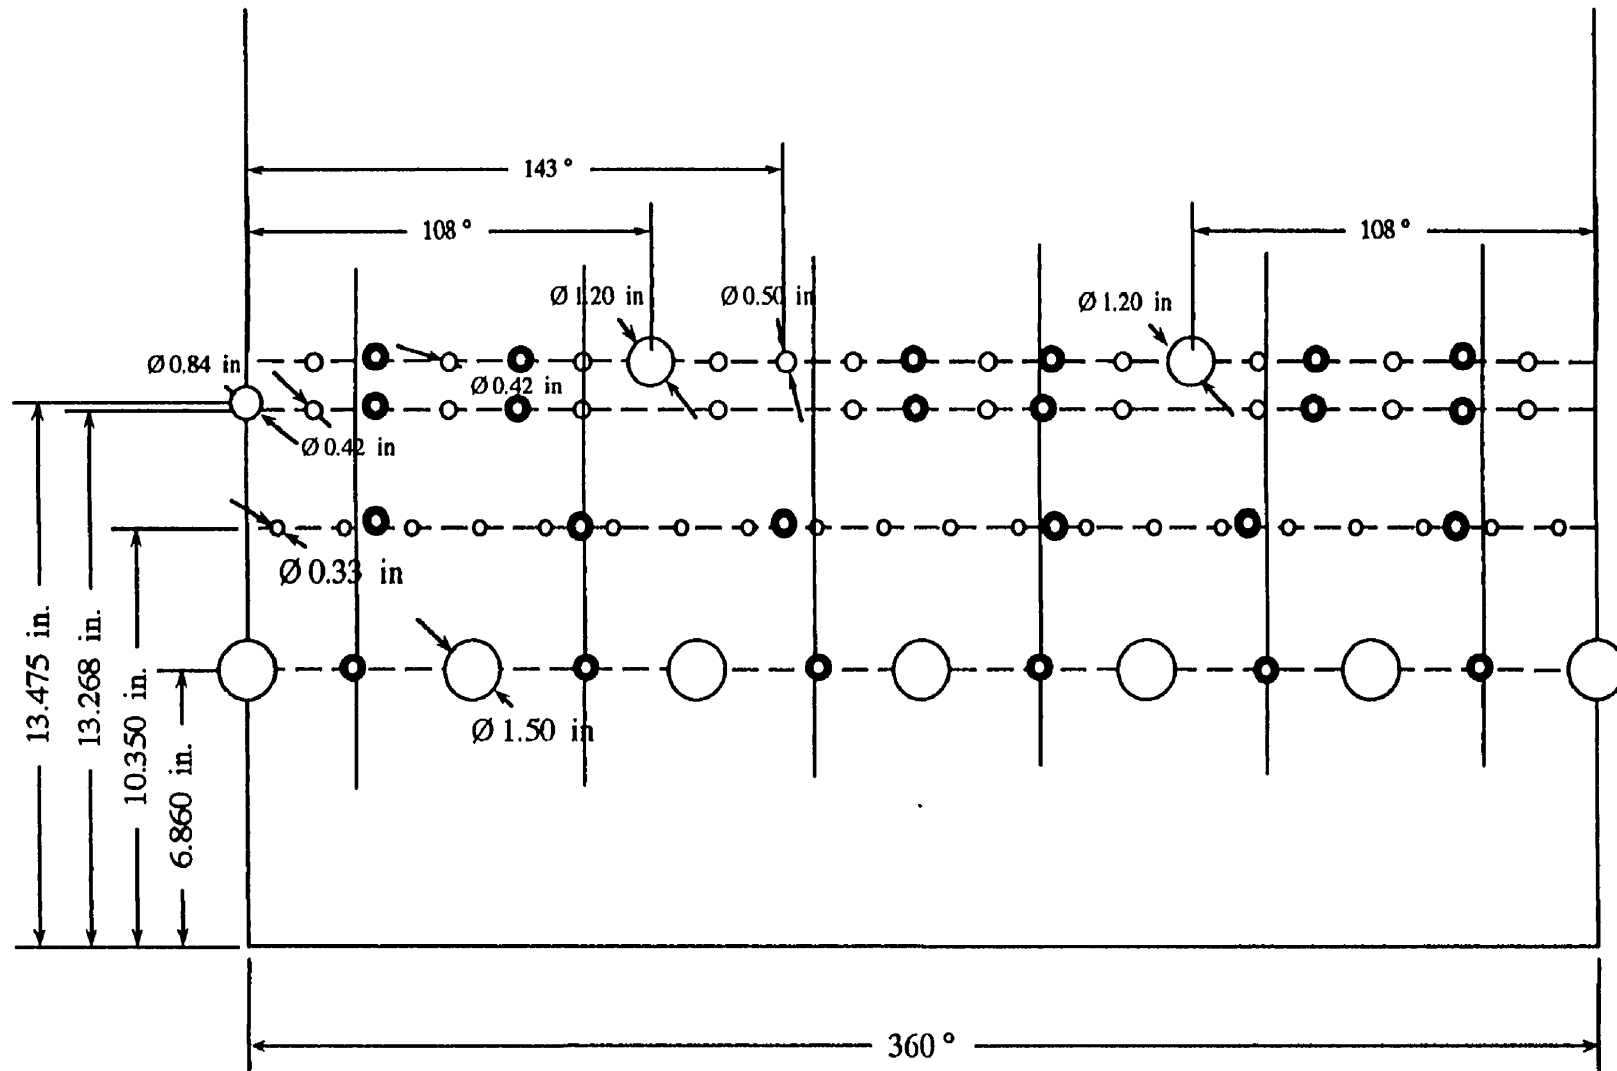 143 °
108 °
108 °
Ø 1.20 in
Ø 0.50 in
Ø 1.20 in
Ø 0.84 in
Ø 0.42 in
Ø 0.42 in
Ø 0.33 in
Ø 1.50 in
13.475 in.
13.268 in.
10.350 in.
6.860 in.
360 °